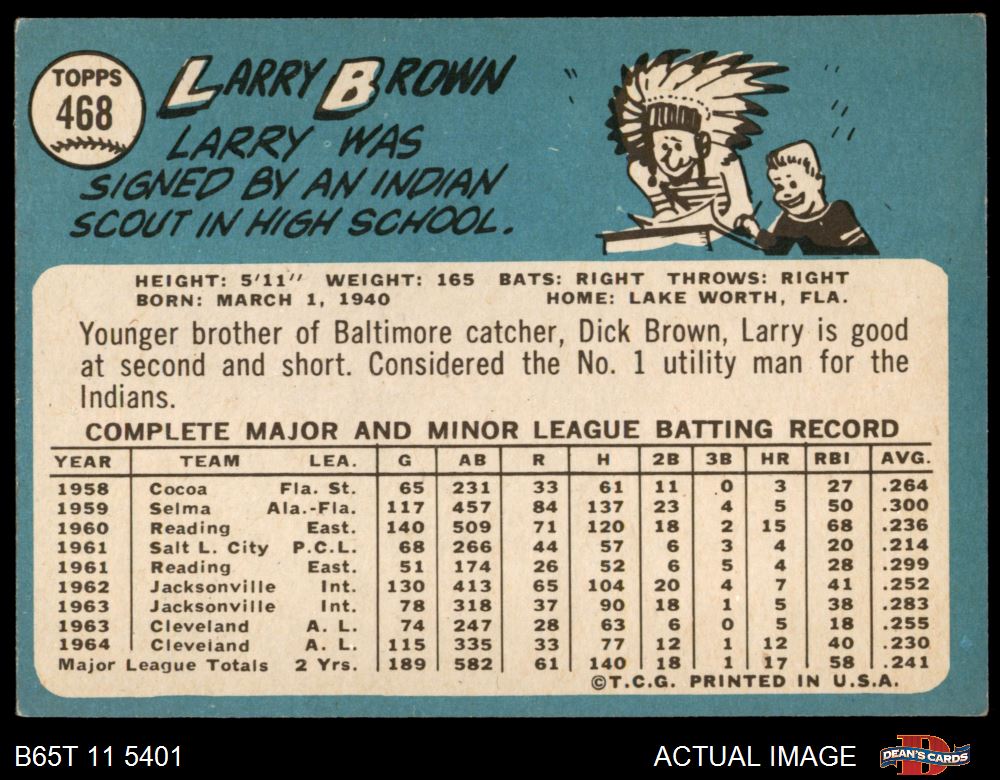 TOPPS
468
LARRY BROWN
LARRY WAS
SIGNED BY AN INDIAN
SCOUT IN HIGH SCHOOL.
HEIGHT: 5'11" WEIGHT: 165 BATS: RIGHT THROWS: RIGHT
BORN: MARCH 1, 1940 HOME: LAKE WORTH, FLA.
Younger brother of Baltimore catcher, Dick Brown, Larry is good
at second and short. Considered the No. 1 utility man for the
Indians.
COMPLETE MAJOR AND MINOR LEAGUE BATTING RECORD
YEAR TEAM LEA. G AB R H 2B 3B HR RBI AVG.
1958 Cocoa Fla. St. 65 231 33 61 11 0 3 27 .264
1959 Selma Ala.-Fla. 117 457 84 137 23 4 5 50 .300
1960 Reading East. 140 509 71 120 18 2 15 68 .236
1961 Salt L. City P.C.L. 68 266 44 57 6 3 4 20 .214
1961 Reading East. 51 174 26 52 6 5 4 28 .299
1962 Jacksonville Int. 130 413 65 104 20 4 7 41 .252
1963 Jacksonville Int. 78 318 37 90 18 1 5 38 .283
1963 Cleveland A. L. 74 247 28 63 6 0 5 18 .255
1964 Cleveland A. L. 115 335 33 77 12 1 12 40 .230
Major League Totals 2 Yrs. 189 582 61 140 18 1 17 58 .241
©T.C.G. PRINTED IN U.S.A.
B65T 11 5401 ACTUAL IMAGE DEAN'S CARDS